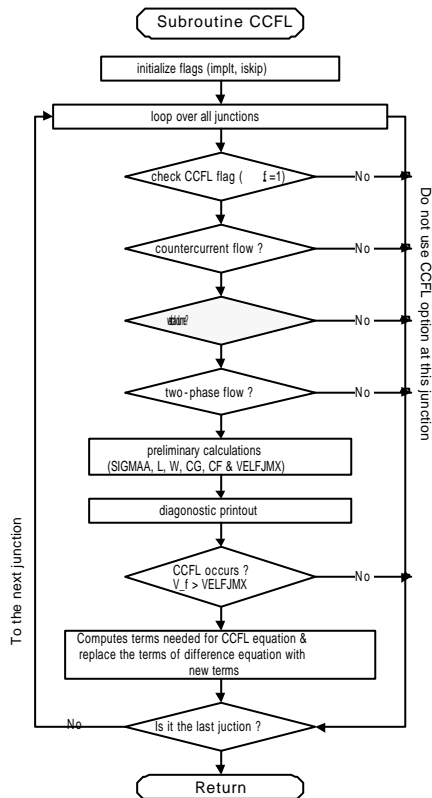 Subroutine CCFL
initialize flags (implt, iskip)
loop over all junctions
check CCFL flag ( f =1)
No
countercurrent flow ?
No
No
two-phase flow ?
No
preliminary calculations
(SIGMAA, L, W, CG, CF & VELFJMX)
diagonostic printout
CCFL occurs ?
V_f > VELFJMX
No
Computes terms needed for CCFL equation &
replace the terms of difference equation with
new terms
Is it the last juction ?
No
Return
To the next junction
Do not use CCFL option at this junction